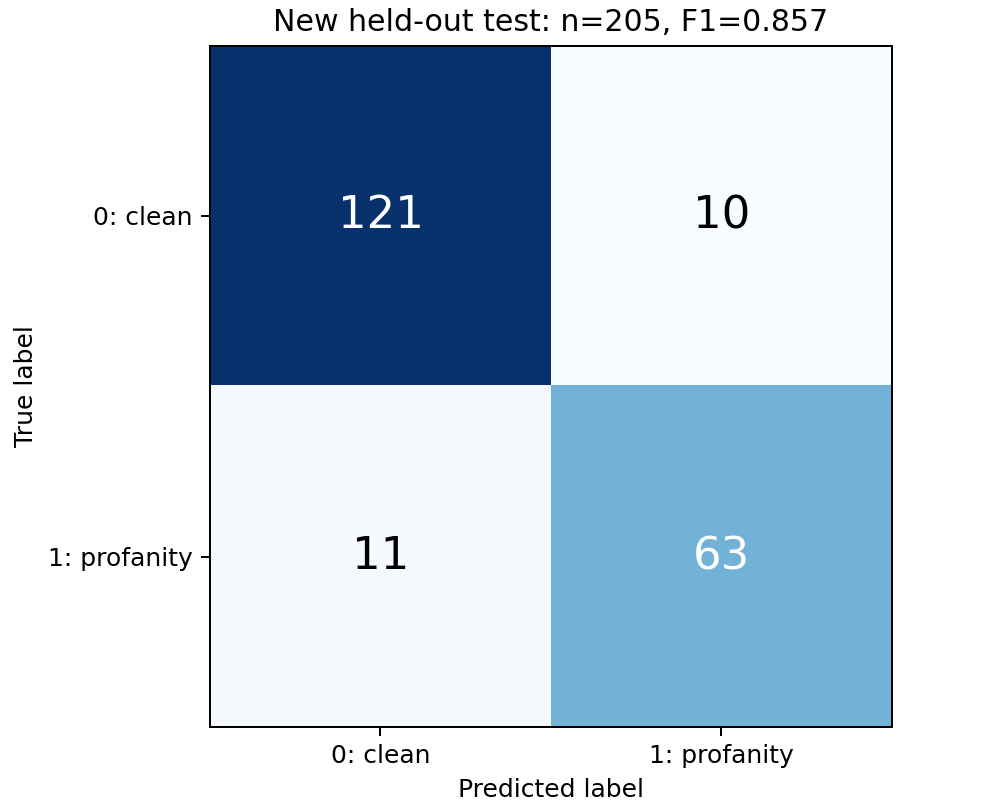 New held-out test: n=205, F1=0.857
True label
0: clean
121
10
1: profanity
11
63
0: clean
1: profanity
Predicted label